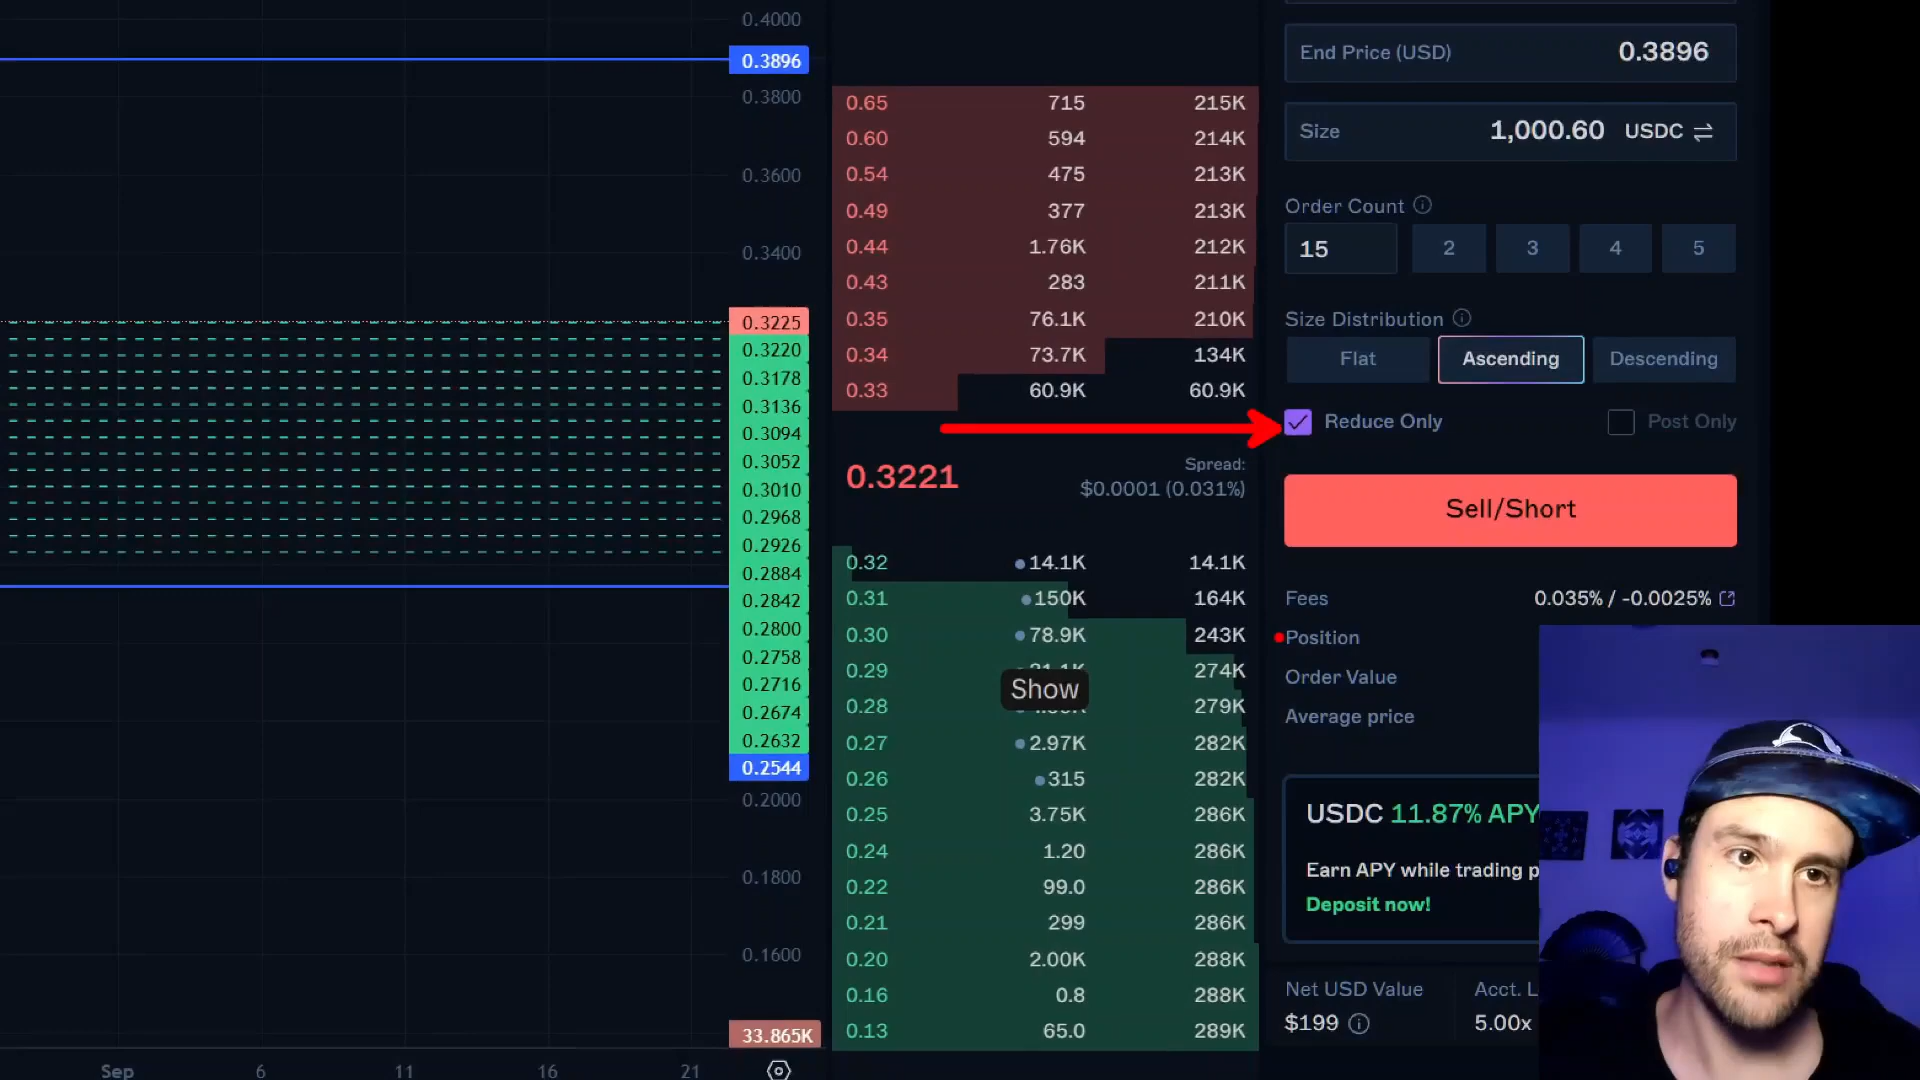 0.4000
0.3896
0.3800
0.3600
0.3400
0.3225
0.3220
0.3178
0.3136
0.3094
0.3052
0.3010
0.2968
0.2926
0.2884
0.2842
0.2800
0.2758
0.2716
0.2674
0.2632
0.2544
0.2000
0.1800
0.1600
33.865K
Sep 6 11 16 21
0.65 715 215K
0.60 594 214K
0.54 475 213K
0.49 377 213K
0.44 1.76K 212K
0.43 283 211K
0.35 76.1K 210K
0.34 73.7K 134K
0.33 60.9K 60.9K
0.3221
Spread:
$0.0001 (0.031%)
0.32 14.1K 14.1K
0.31 150K 164K
0.30 78.9K 243K
0.29 274K
Show
0.28 279K
0.27 2.97K 282K
0.26 315 282K
0.25 3.75K 286K
0.24 1.20 286K
0.22 99.0 286K
0.21 299 286K
0.20 2.00K 288K
0.16 0.8 288K
0.13 65.0 289K
End Price (USD) 0.3896
Size 1,000.60 USDC
Order Count
15 2 3 4 5
Size Distribution
Flat Ascending Descending
Reduce Only Post Only
Sell/Short
Fees 0.035% / -0.0025%
Position
Order Value
Average price
USDC 11.87% APY
Earn APY while trading p
Deposit now!
Net USD Value Acct. L
$199 5.00x